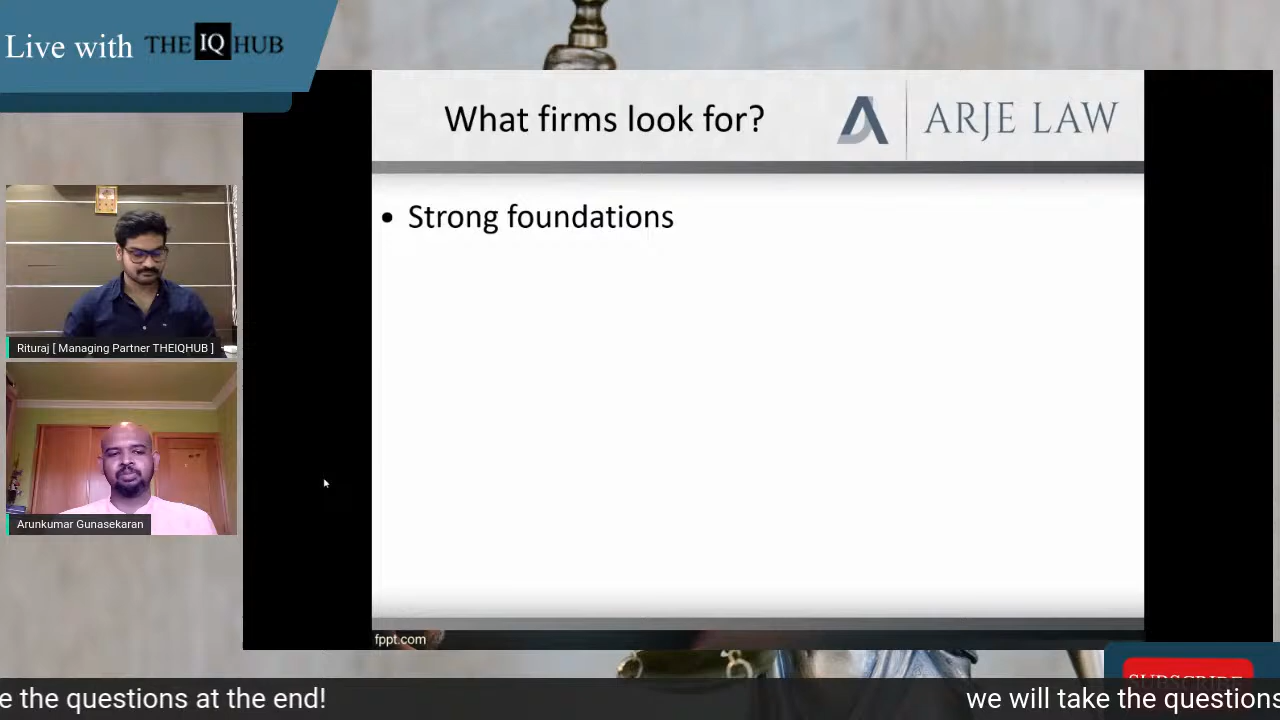 Live with THE IQ HUB
What firms look for?
ARJE LAW
• Strong foundations
Rituraj [ Managing Partner THEIQHUB ]
Arunkumar Gunasekaran
fppt.com
SUBSCRIBE
e the questions at the end!
we will take the questions